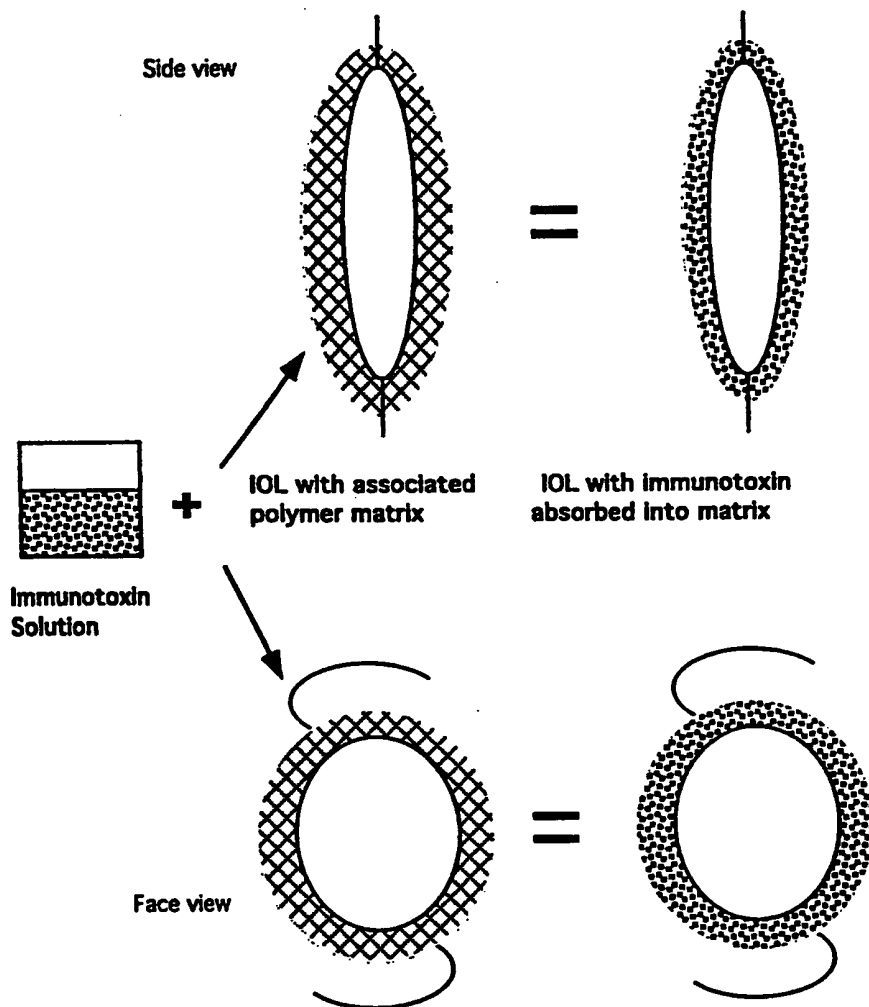 Side view
+
=
IOL with associated
polymer matrix
IOL with immunotoxin
absorbed into matrix
Immunotoxin
Solution
=
Face view